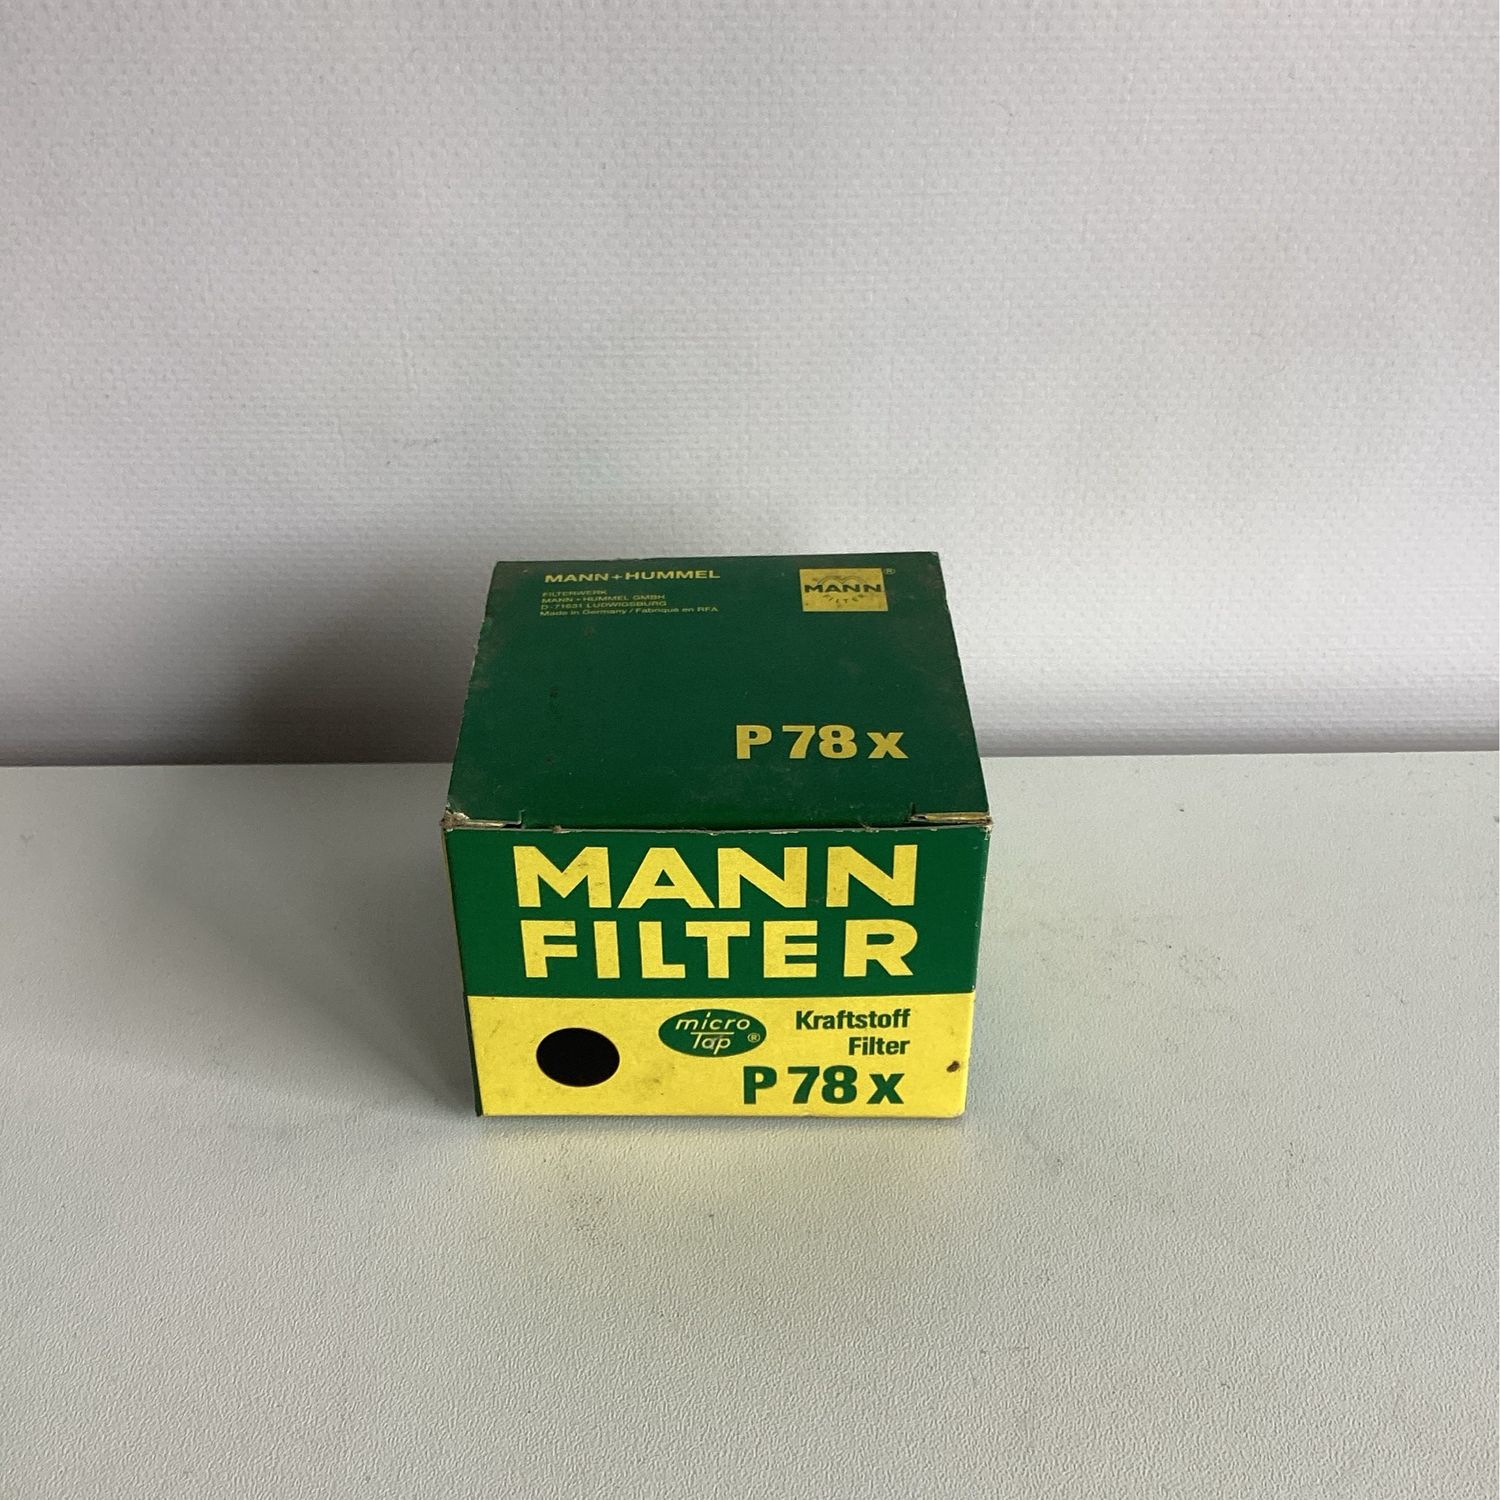 MANN+HUMMEL
FILTERWERK
MANN+HUMMEL GMBH
D-71631 LUDWIGSBURG
Made in Germany / Fabriqué en RFA
MANN ®
FILTER
P 78 x
MANN
FILTER
micro
Top ®
Kraftstoff
Filter
P 78 x